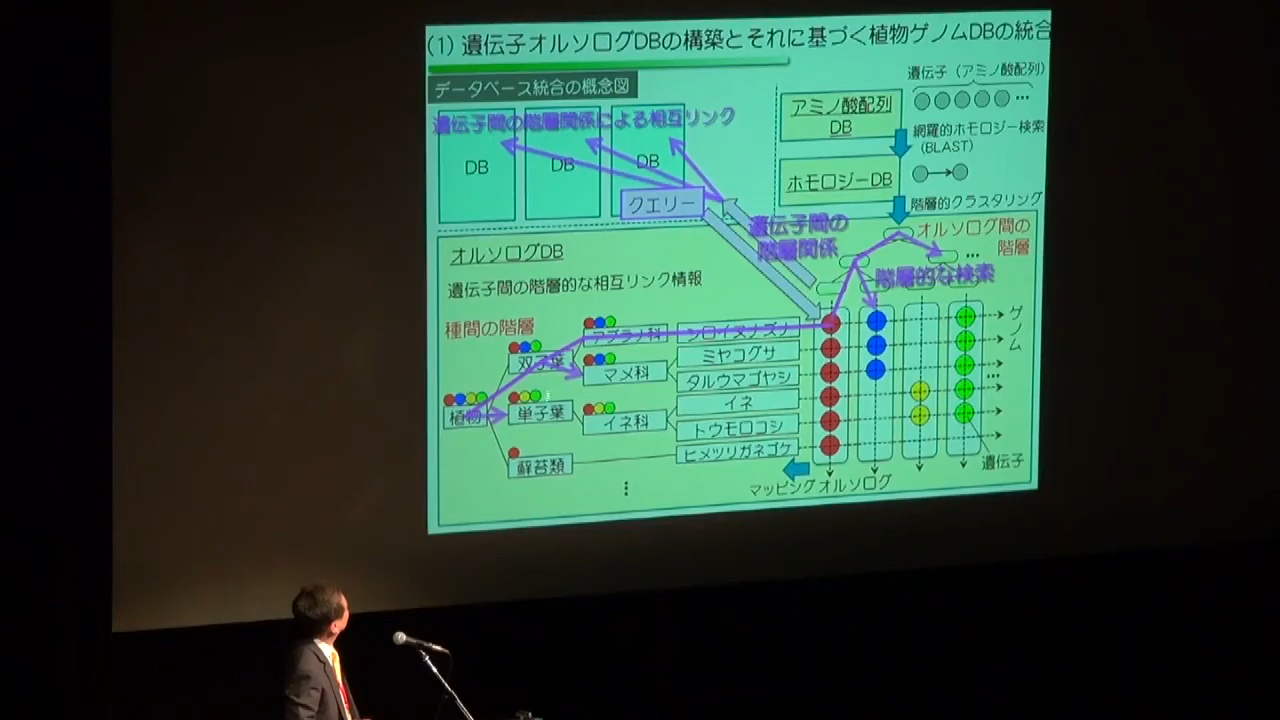 (1) 遺伝子オルソログDBの構築とそれに基づく植物ゲノムDBの統合
データベース統合の概念図
遺伝子間の階層関係による相互リンク
DB
DB
DB
クエリー
遺伝子間の
階層関係
アミノ酸配列
DB
ホモロジーDB
遺伝子 (アミノ酸配列)
…
網羅的ホモロジー検索
(BLAST)
階層的クラスタリング
オルソログ間の
階層
…
階層的な検索
オルソログDB
遺伝子間の階層的な相互リンク情報
種間の階層
植物
双子葉
単子葉
蘚苔類
アブラナ科
マメ科
イネ科
シロイヌナズナ
ミヤコグサ
タルウマゴヤシ
イネ
トウモロコシ
ヒメツリガネゴケ
ゲノム
…
遺伝子
マッピング
オルソログ